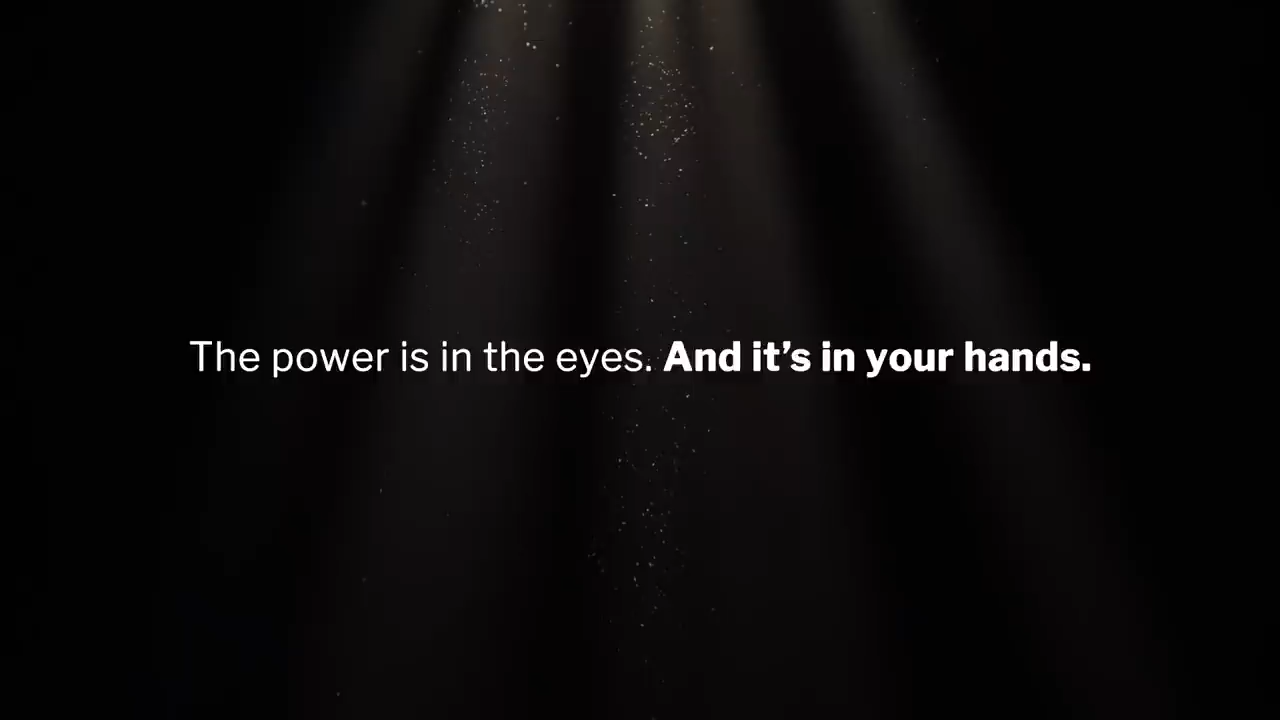 The power is in the eyes. And it’s in your hands.